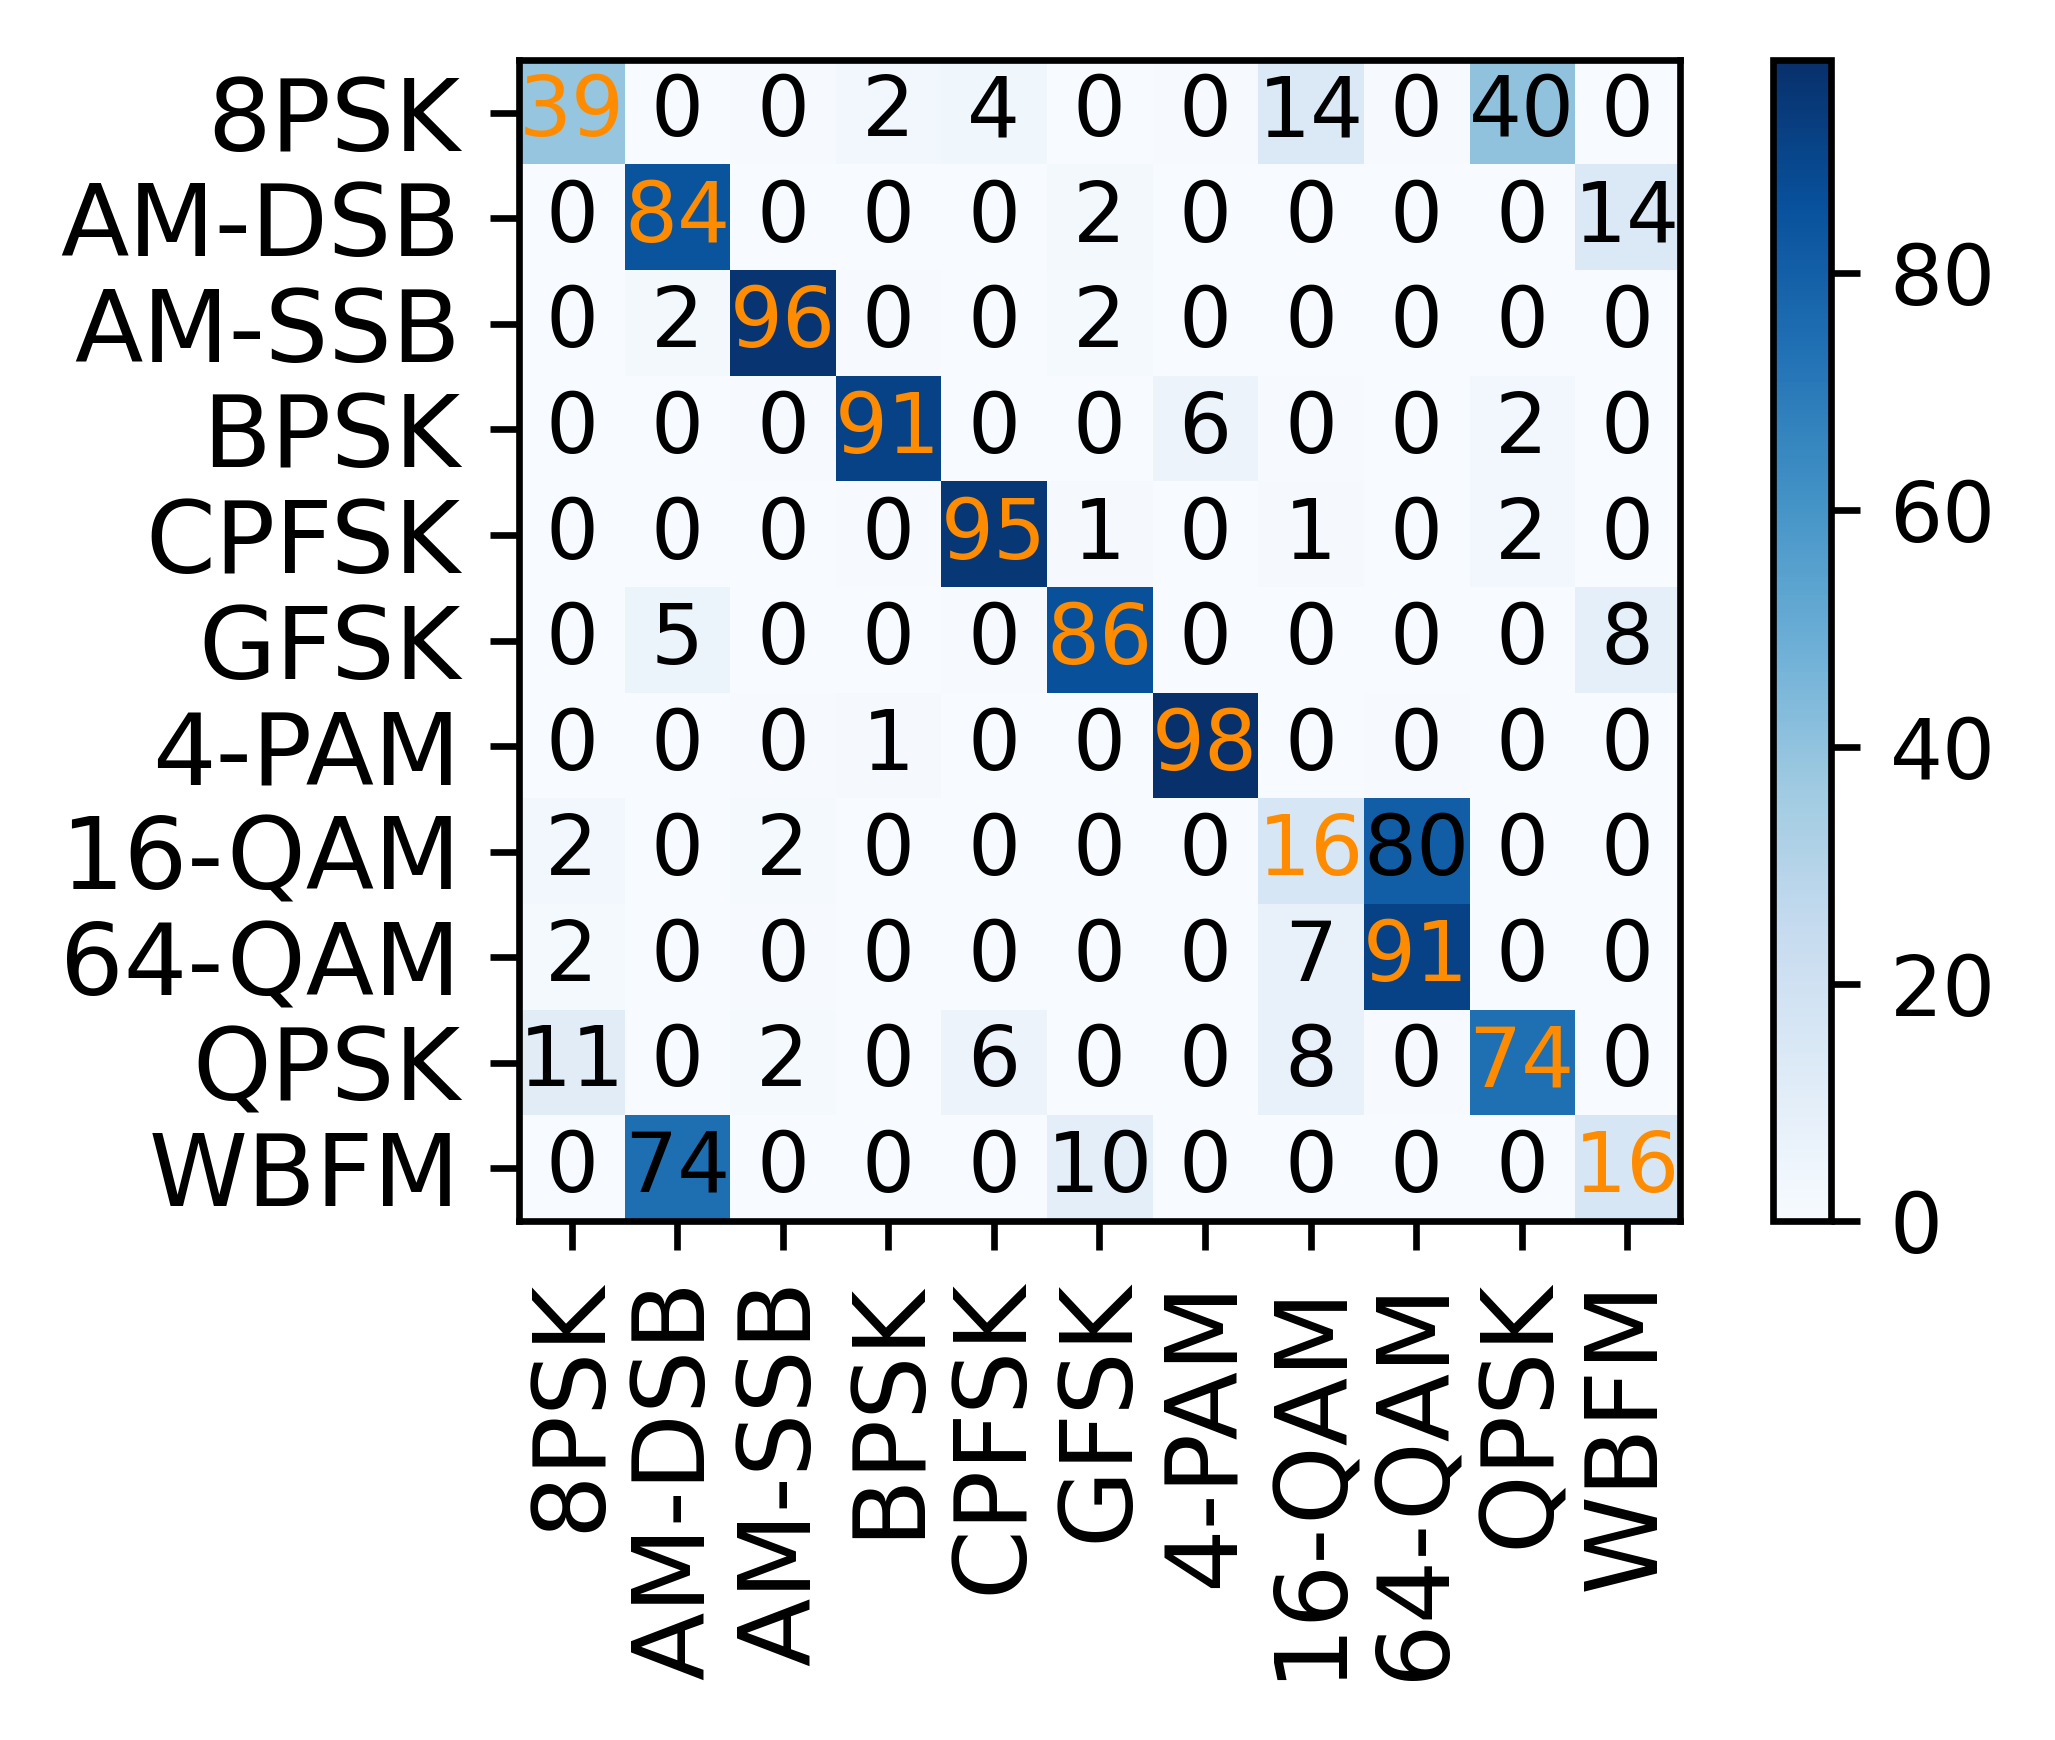 8PSK 39 0 0 2 4 0 0 14 0 40 0
AM-DSB 0 84 0 0 0 2 0 0 0 0 14
AM-SSB 0 2 96 0 0 2 0 0 0 0 0
BPSK 0 0 0 91 0 0 6 0 0 2 0
CPFSK 0 0 0 0 95 1 0 1 0 2 0
GFSK 0 5 0 0 0 86 0 0 0 0 8
4-PAM 0 0 0 1 0 0 98 0 0 0 0
16-QAM 2 0 2 0 0 0 0 16 80 0 0
64-QAM 2 0 0 0 0 0 0 7 91 0 0
QPSK 11 0 2 0 6 0 0 8 0 74 0
WBFM 0 74 0 0 0 10 0 0 0 0 16
8PSK
AM-DSB
AM-SSB
BPSK
CPFSK
GFSK
4-PAM
16-QAM
64-QAM
QPSK
WBFM
80
60
40
20
0